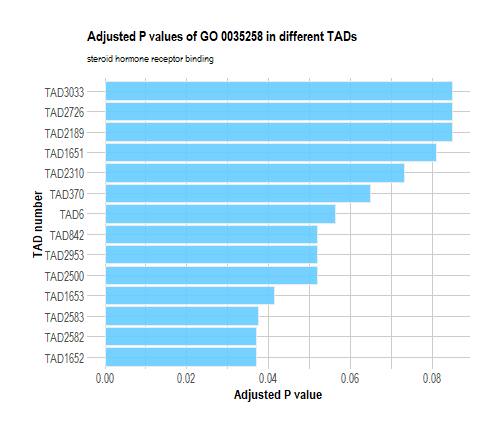 Adjusted P values of GO 0035258 in different TADs
steroid hormone receptor binding
TAD number
TAD3033
TAD2726
TAD2189
TAD1651
TAD2310
TAD370
TAD6
TAD842
TAD2953
TAD2500
TAD1653
TAD2583
TAD2582
TAD1652
0.00 0.02 0.04 0.06 0.08
Adjusted P value